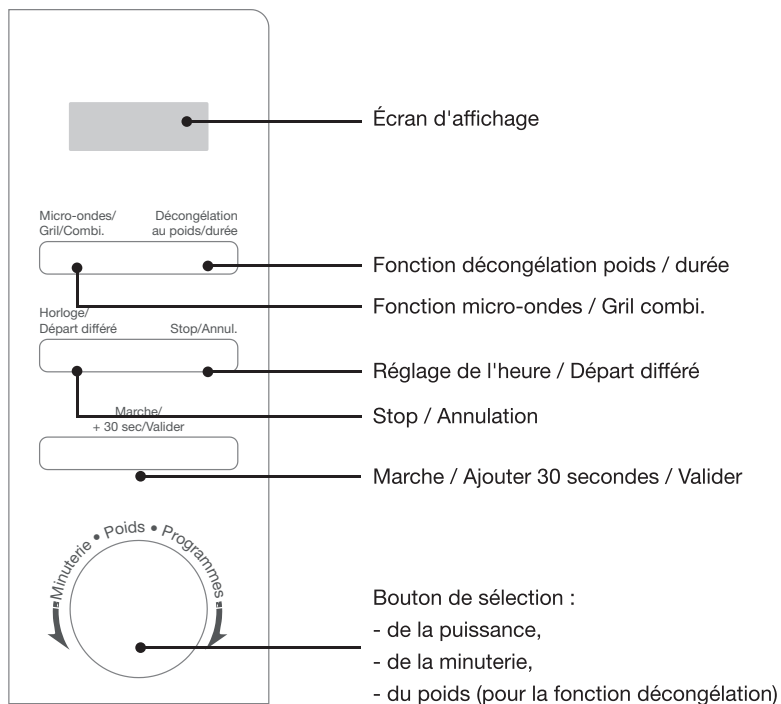 Écran d'affichage
Micro-ondes/
Gril/Combi.
Décongélation
au poids/durée
Fonction décongélation poids / durée
Fonction micro-ondes / Gril combi.
Horloge/
Départ différé
Stop/Annul.
Réglage de l'heure / Départ différé
Stop / Annulation
Marche/
+ 30 sec/Valider
Marche / Ajouter 30 secondes / Valider
Minuterie • Poids • Programmes
Bouton de sélection :
- de la puissance,
- de la minuterie,
- du poids (pour la fonction décongélation)